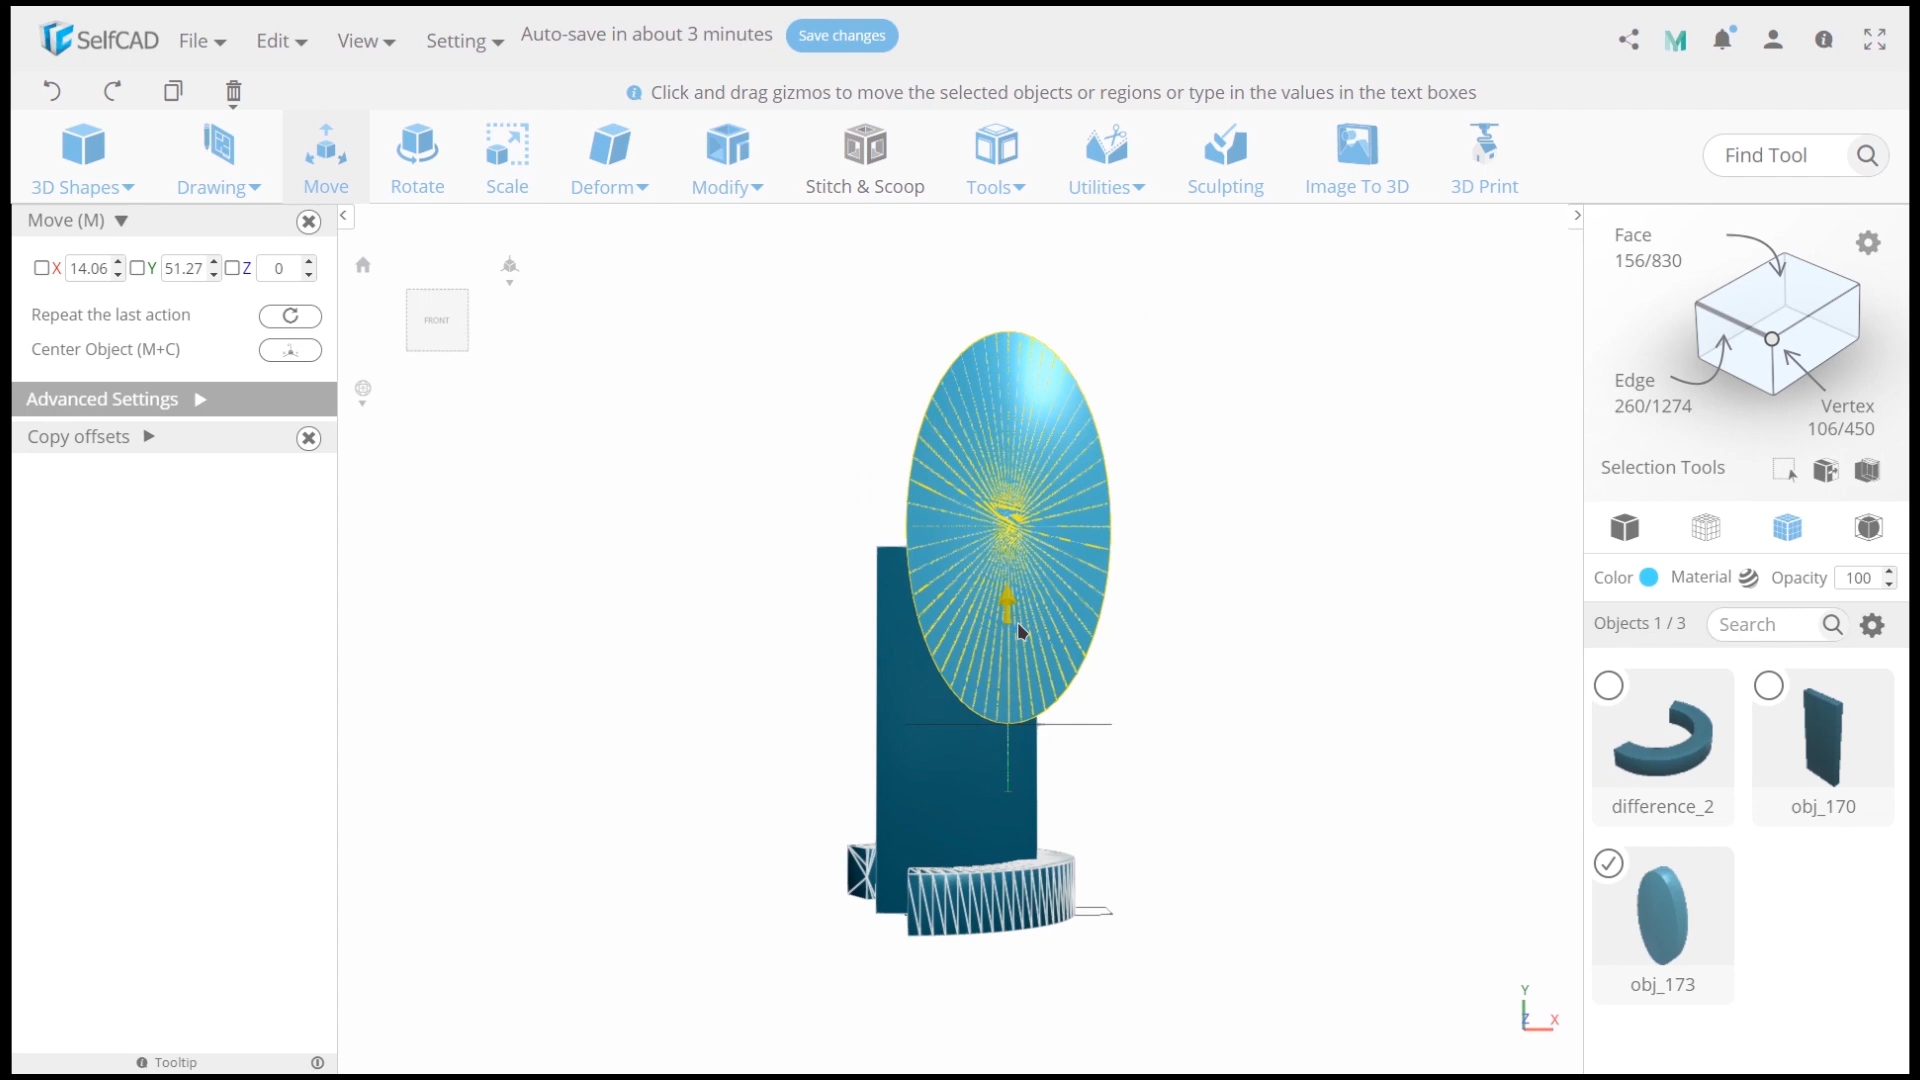 SelfCAD File Edit View Setting Auto-save in about 3 minutes Save changes
Click and drag gizmos to move the selected objects or regions or type in the values in the text boxes
3D Shapes Drawing Move Rotate Scale Deform Modify Stitch & Scoop Tools Utilities Sculpting Image To 3D 3D Print Find Tool
Move (M)
X 14.06 Y 51.27 Z 0
Repeat the last action
Center Object (M+C)
Advanced Settings
Copy offsets
Tooltip
FRONT
Y
Z X
Face
156/830
Edge
260/1274
Vertex
106/450
Selection Tools
Color Material Opacity 100
Objects 1 / 3 Search
difference_2 obj_170
obj_173